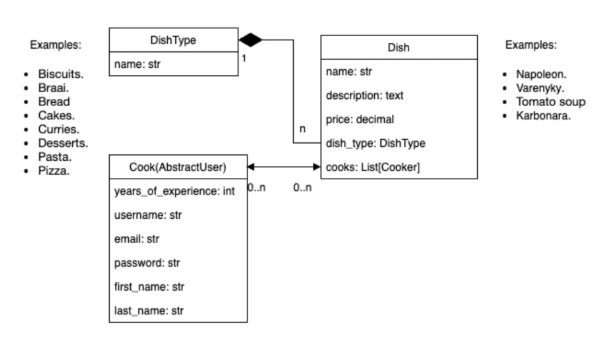 Examples:
• Biscuits.
• Braai.
• Bread
• Cakes.
• Curries.
• Desserts.
• Pasta.
• Pizza.
DishType
name: str
1
n
Dish
name: str
description: text
price: decimal
dish_type: DishType
cooks: List[Cooker]
Examples:
• Napoleon.
• Varenyky.
• Tomato soup
• Karbonara.
Cook(AbstractUser)
years_of_experience: int
username: str
email: str
password: str
first_name: str
last_name: str
0..n
0..n